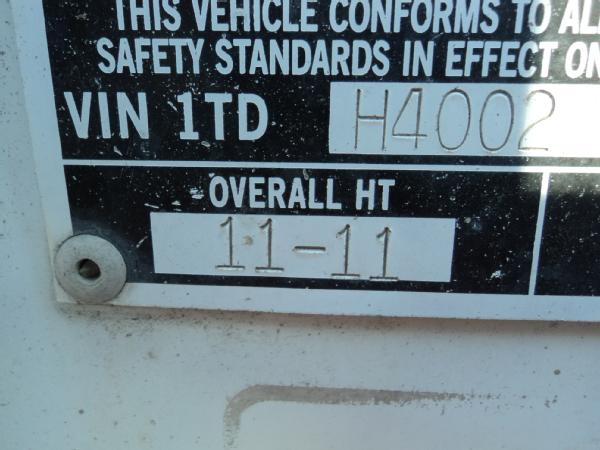 THIS VEHICLE CONFORMS TO AL
SAFETY STANDARDS IN EFFECT ON
VIN 1TD H4002
OVERALL HT
11-11